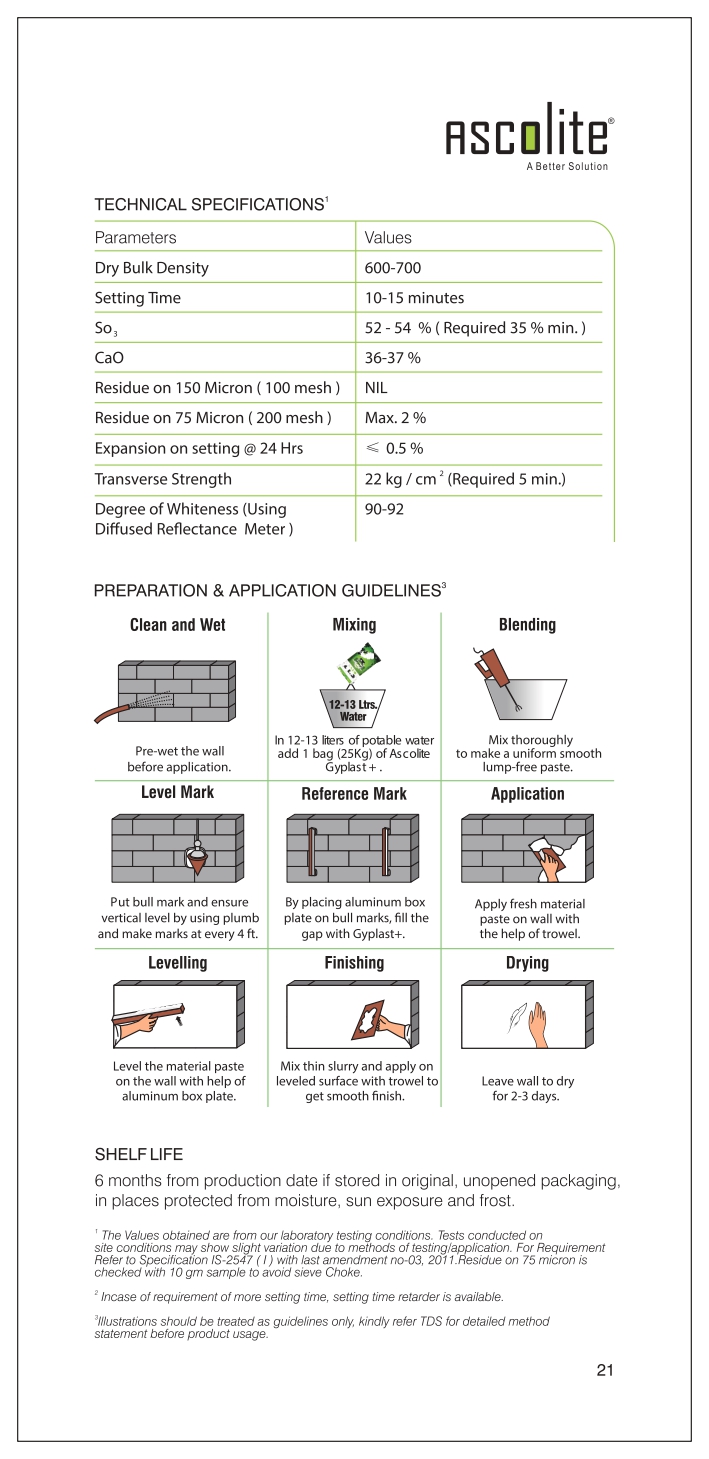 Ascolite®
A Better Solution
TECHNICAL SPECIFICATIONS¹
Parameters Values
Dry Bulk Density 600-700
Setting Time 10-15 minutes
So₃ 52 - 54 % ( Required 35 % min. )
CaO 36-37 %
Residue on 150 Micron ( 100 mesh ) NIL
Residue on 75 Micron ( 200 mesh ) Max. 2 %
Expansion on setting @ 24 Hrs ⩽ 0.5 %
Transverse Strength 22 kg / cm² (Required 5 min.)
Degree of Whiteness (Using 90-92
Diffused Reflectance Meter )
PREPARATION & APPLICATION GUIDELINES³
Clean and Wet
Pre-wet the wall
before application.
Mixing
12-13 Ltrs.
Water
In 12-13 liters of potable water
add 1 bag (25Kg) of Ascolite
Gyplast + .
Blending
Mix thoroughly
to make a uniform smooth
lump-free paste.
Level Mark
Put bull mark and ensure
vertical level by using plumb
and make marks at every 4 ft.
Reference Mark
By placing aluminum box
plate on bull marks, fill the
gap with Gyplast+.
Application
Apply fresh material
paste on wall with
the help of trowel.
Levelling
Level the material paste
on the wall with help of
aluminum box plate.
Finishing
Mix thin slurry and apply on
leveled surface with trowel to
get smooth finish.
Drying
Leave wall to dry
for 2-3 days.
SHELF LIFE
6 months from production date if stored in original, unopened packaging,
in places protected from moisture, sun exposure and frost.
¹ The Values obtained are from our laboratory testing conditions. Tests conducted on
site conditions may show slight variation due to methods of testing/application. For Requirement
Refer to Specification IS-2547 ( I ) with last amendment no-03, 2011.Residue on 75 micron is
checked with 10 gm sample to avoid sieve Choke.
² Incase of requirement of more setting time, setting time retarder is available.
³Illustrations should be treated as guidelines only, kindly refer TDS for detailed method
statement before product usage.
21